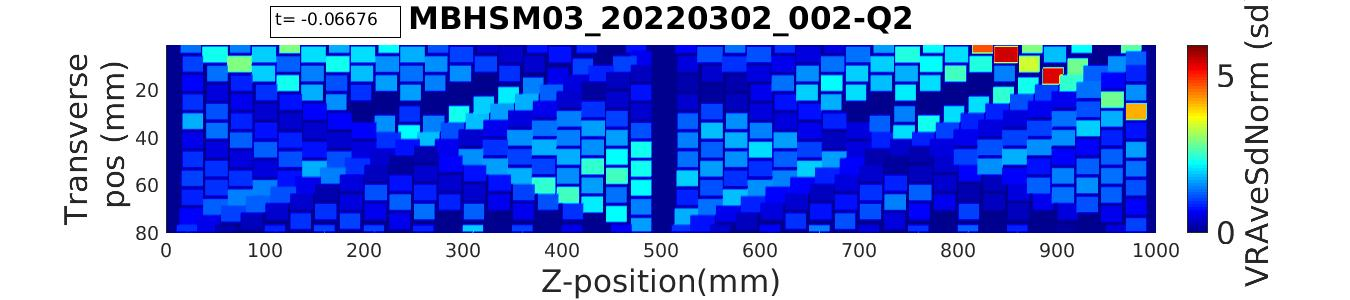 t= -0.06676
MBHSM03_20220302_002-Q2
Transverse
pos (mm)
20
40
60
80
0 100 200 300 400 500 600 700 800 900 1000
Z-position(mm)
5
0
VRAveSdNorm (sd